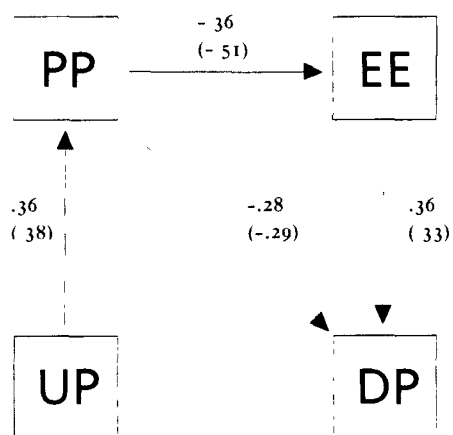 - 36
(- 51)
PP
EE
.36
( 38)
-.28
(-.29)
.36
( 33)
UP
DP